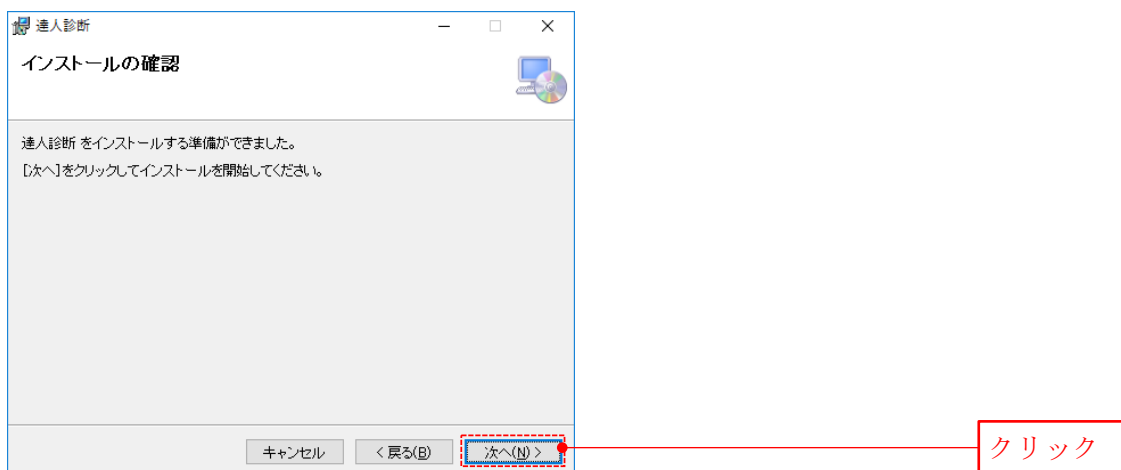 達人診断
インストールの確認
達人診断 をインストールする準備ができました。
[次へ]をクリックしてインストールを開始してください。
キャンセル
< 戻る(B)
次へ(N) >
クリック